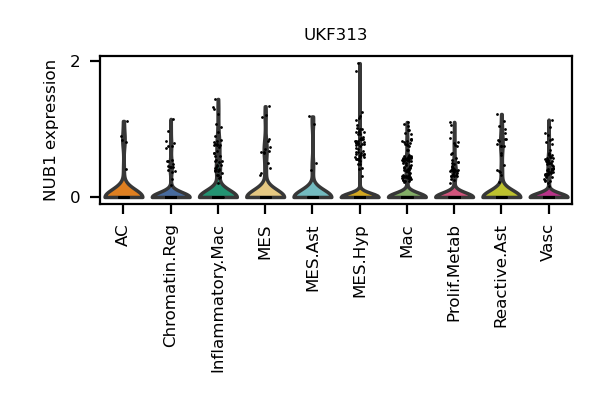 UKF313
NUB1 expression
2
0
AC
Chromatin.Reg
Inflammatory.Mac
MES
MES.Ast
MES.Hyp
Mac
Prolif.Metab
Reactive.Ast
Vasc